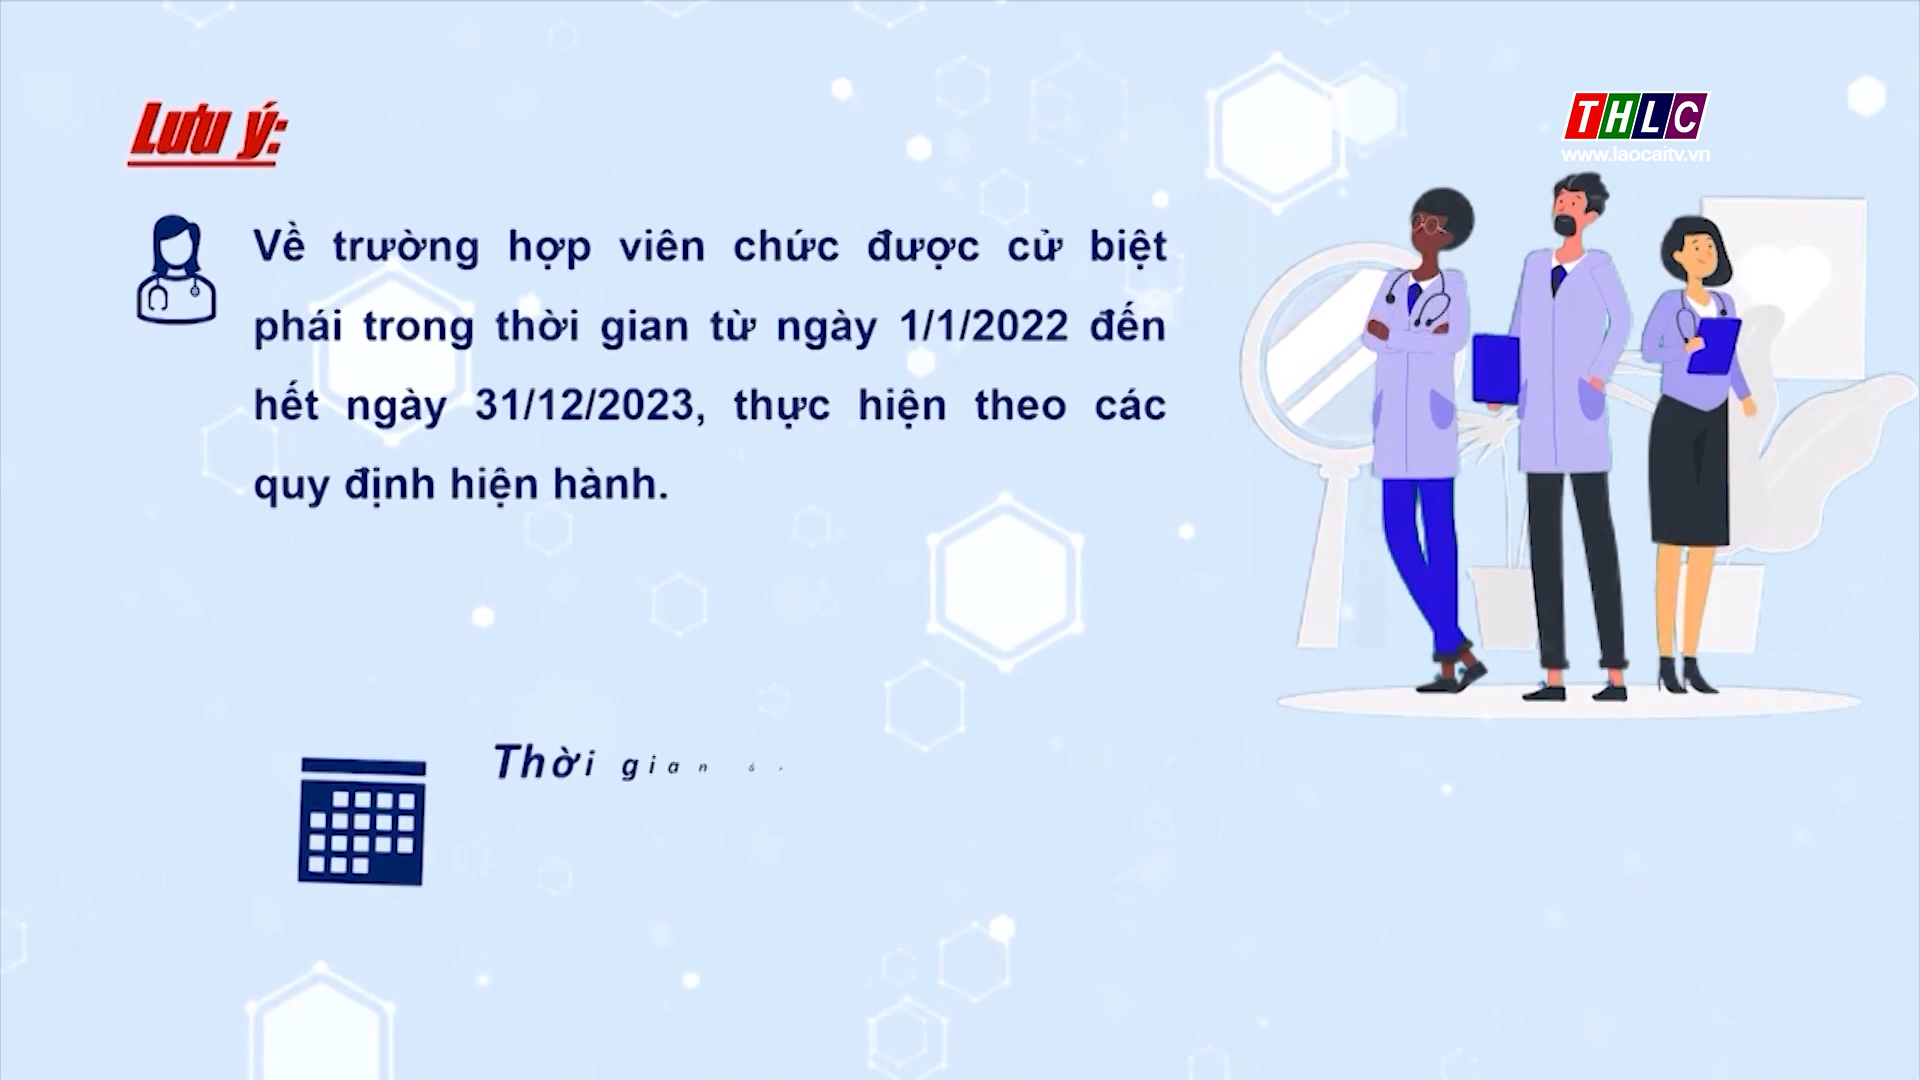 Lưu ý:
THLC
www.laocaitv.vn
Về trường hợp viên chức được cử biệt
phái trong thời gian từ ngày 1/1/2022 đến
hết ngày 31/12/2023, thực hiện theo các
quy định hiện hành.
Thời gian